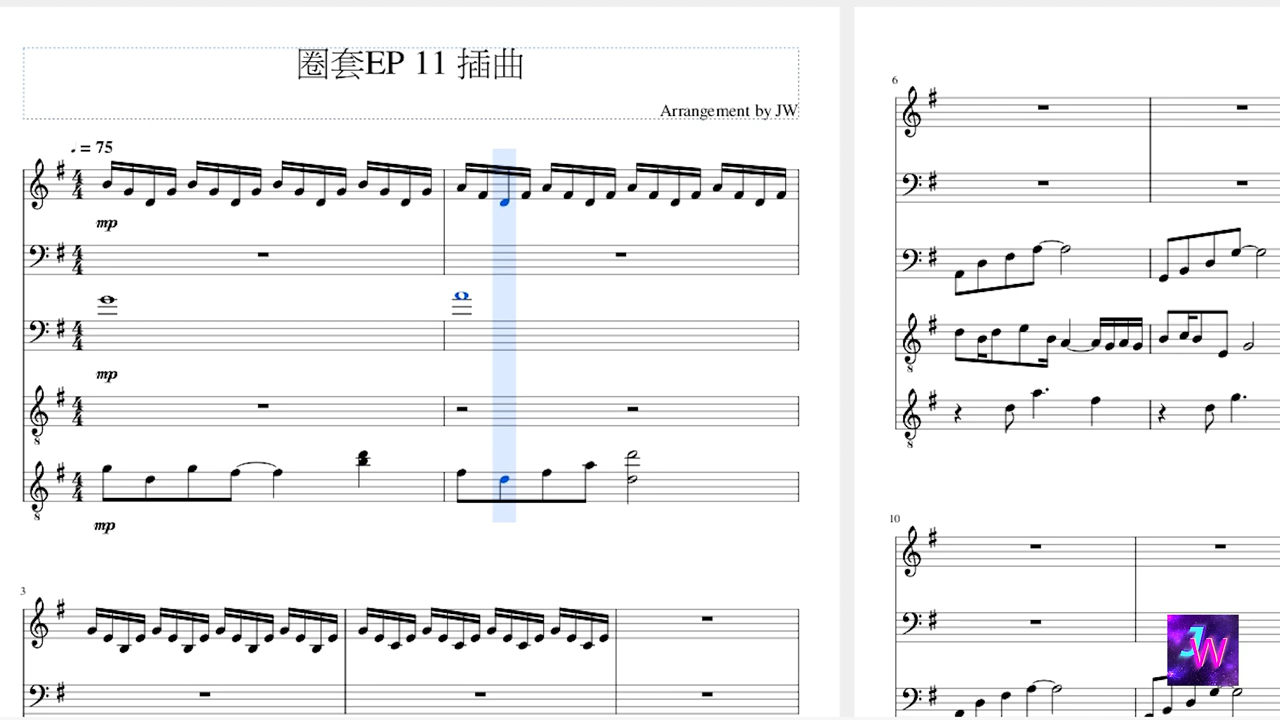 圈套EP 11 插曲
Arrangement by JW
. = 75
mp
mp
mp
3
6
10
JW